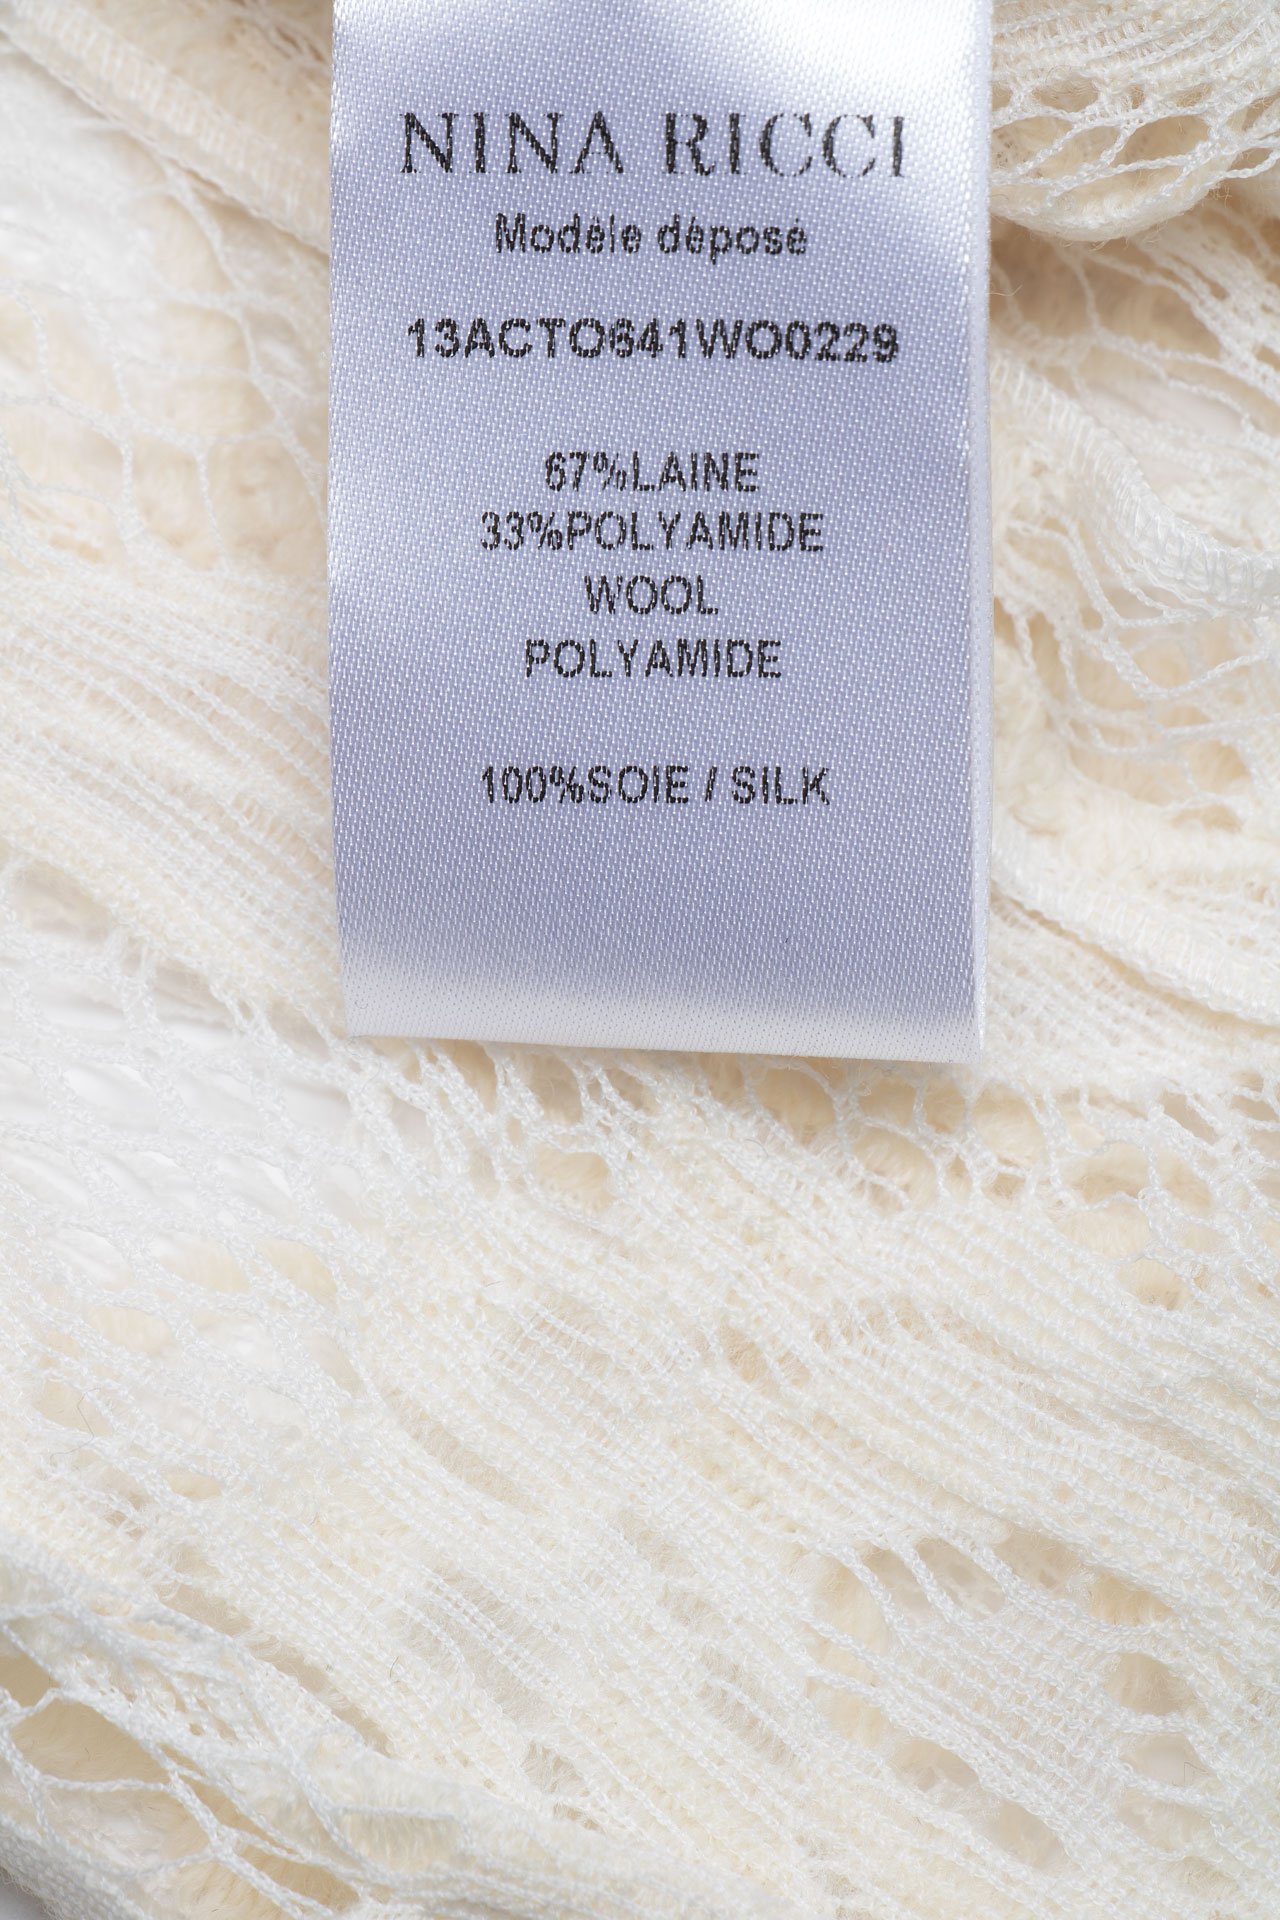 NINA RICCI
Modèle déposé
13ACTO641WO0229
67%LAINE
33%POLYAMIDE
WOOL
POLYAMIDE
100%SOIE / SILK